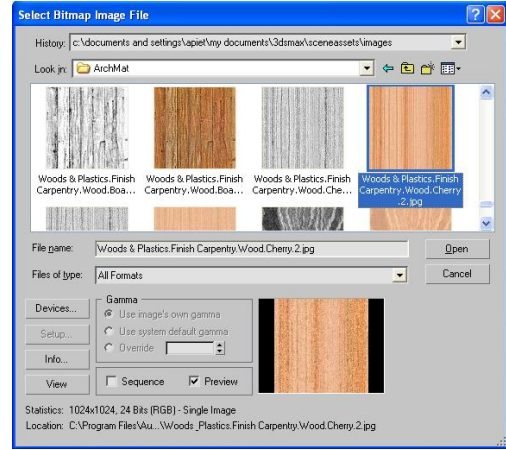 Select Bitmap Image File
History: c:\documents and settings\apiet\my documents\3dsmax\sceneassets\images
Look in: ArchMat
Woods & Plastics.Finish Carpentry.Wood.Boa...
Woods & Plastics.Finish Carpentry.Wood.Boa...
Woods & Plastics.Finish Carpentry.Wood.Che...
Woods & Plastics.Finish Carpentry.Wood.Cherry.2.jpg
File name: Woods & Plastics.Finish Carpentry.Wood.Cherry.2.jpg Open
Files of type: All Formats Cancel
Devices...
Setup...
Info...
View
Gamma
Use image's own gamma
Use system default gamma
Override
Sequence Preview
Statistics: 1024x1024, 24 Bits (RGB) - Single Image
Location: C:\Program Files\Au...\Woods _Plastics.Finish Carpentry.Wood.Cherry.2.jpg